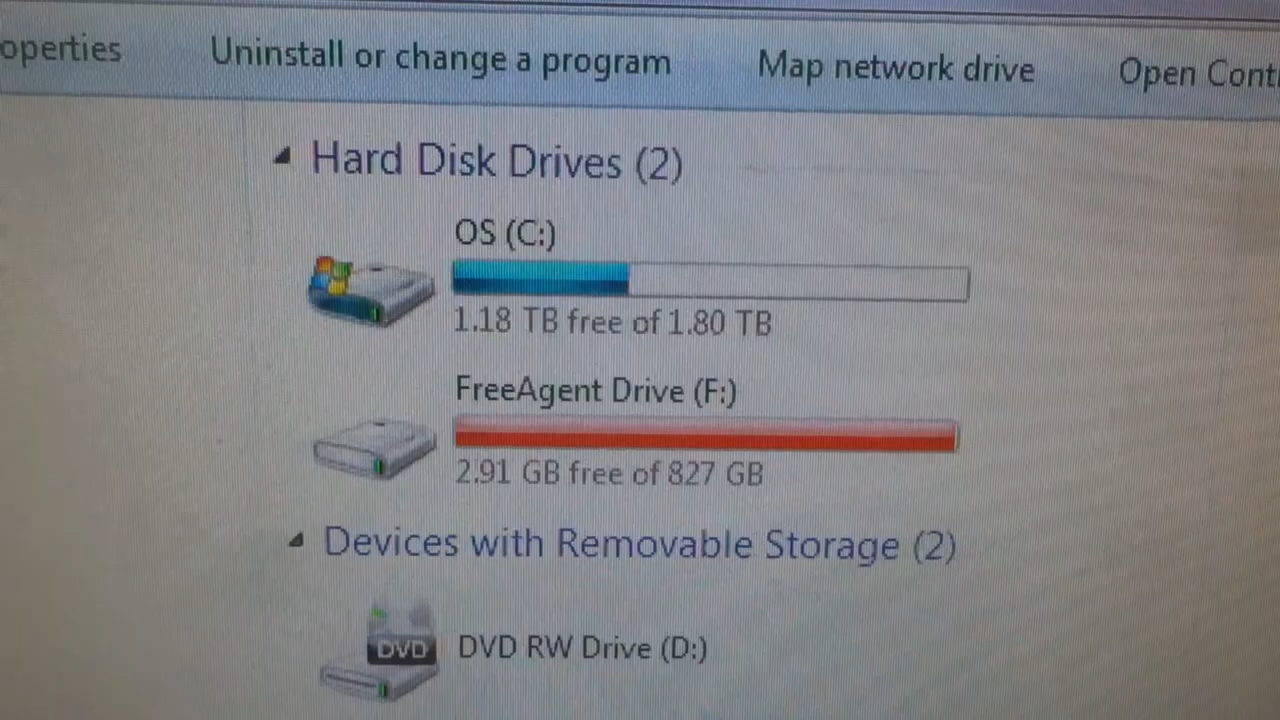 operties Uninstall or change a program Map network drive Open Cont
Hard Disk Drives (2)
OS (C:)
1.18 TB free of 1.80 TB
FreeAgent Drive (F:)
2.91 GB free of 827 GB
Devices with Removable Storage (2)
DVD DVD RW Drive (D:)